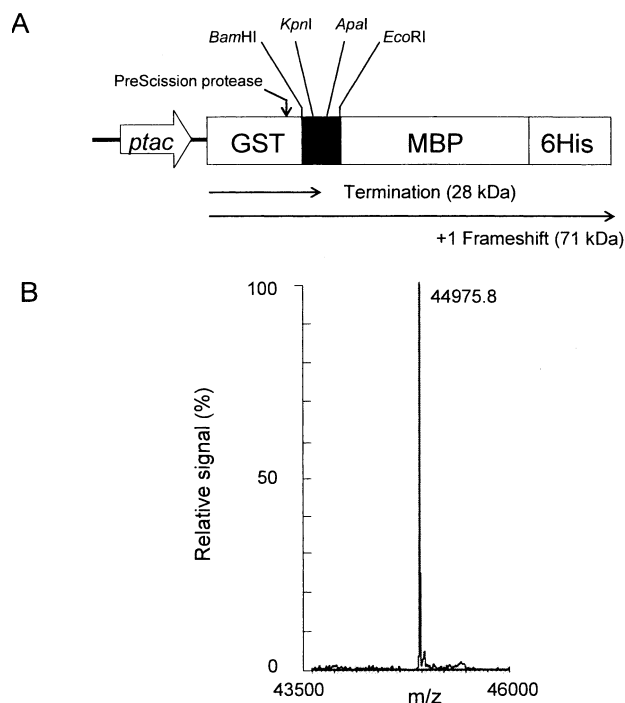 A
KpnI ApaI
BamHI EcoRI
PreScission protease
ptac GST MBP 6His
Termination (28 kDa)
+1 Frameshift (71 kDa)
B
100
44975.8
50
Relative signal (%)
0
43500 m/z 46000